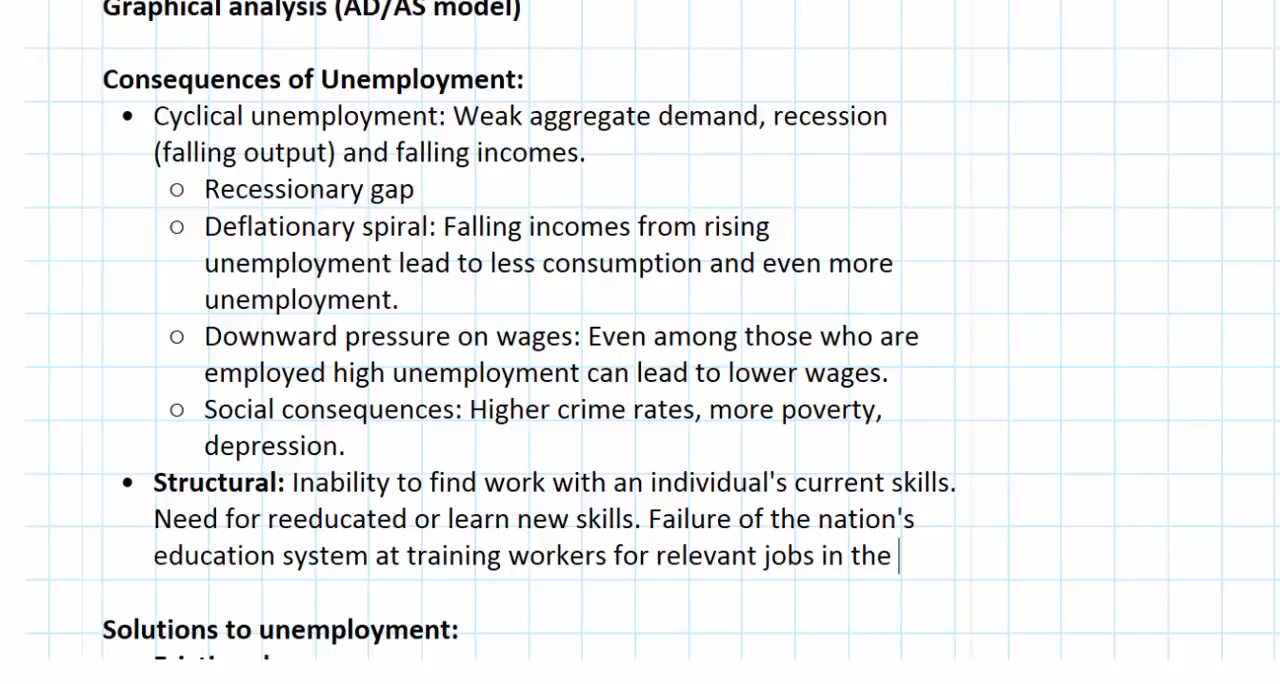 Graphical analysis (AD/AS model)
Consequences of Unemployment:
• Cyclical unemployment: Weak aggregate demand, recession
(falling output) and falling incomes.
○ Recessionary gap
○ Deflationary spiral: Falling incomes from rising
unemployment lead to less consumption and even more
unemployment.
○ Downward pressure on wages: Even among those who are
employed high unemployment can lead to lower wages.
○ Social consequences: Higher crime rates, more poverty,
depression.
• Structural: Inability to find work with an individual's current skills.
Need for reeducated or learn new skills. Failure of the nation's
education system at training workers for relevant jobs in the
Solutions to unemployment: